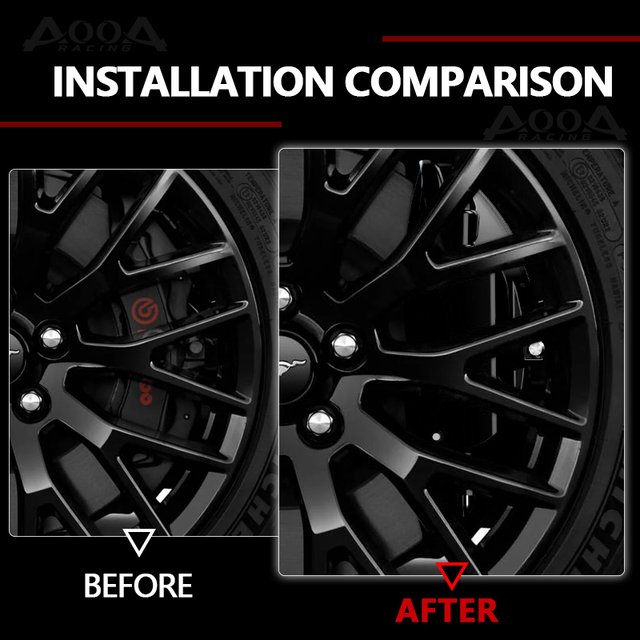 AOOA
RACING
INSTALLATION COMPARISON
AOOA
RACING
BEFORE
AFTER